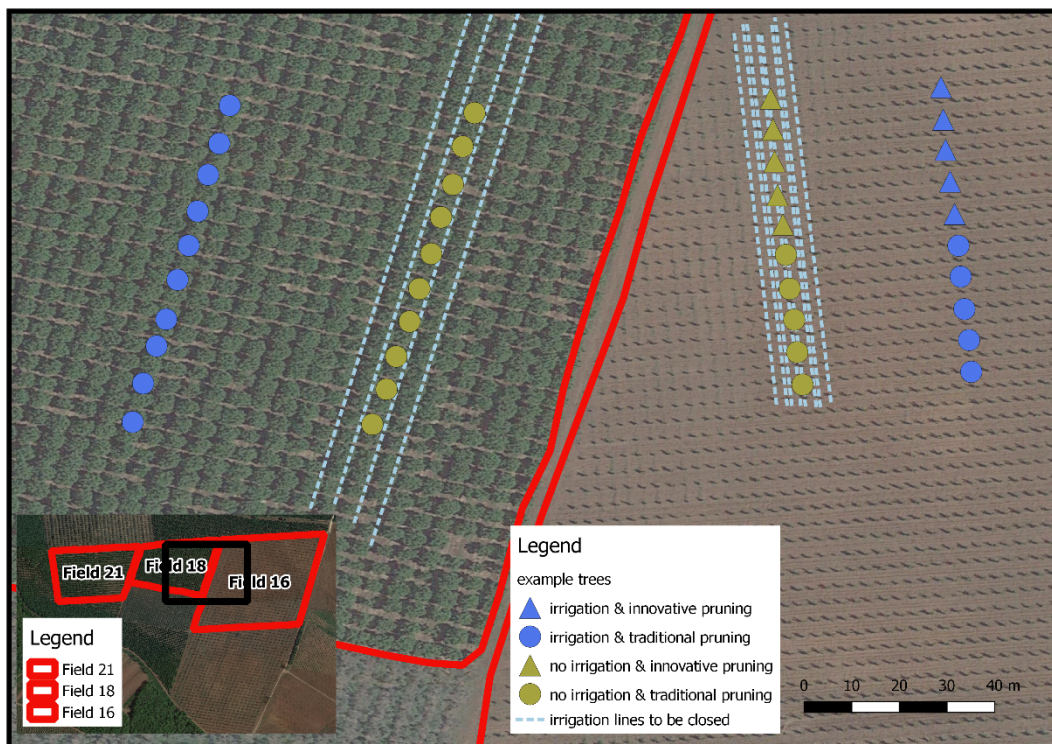 Field 21
Field 18
Field 16
Legend
Field 21
Field 18
Field 16
Legend
example trees
irrigation & innovative pruning
irrigation & traditional pruning
no irrigation & innovative pruning
no irrigation & traditional pruning
irrigation lines to be closed
0 10 20 30 40 m